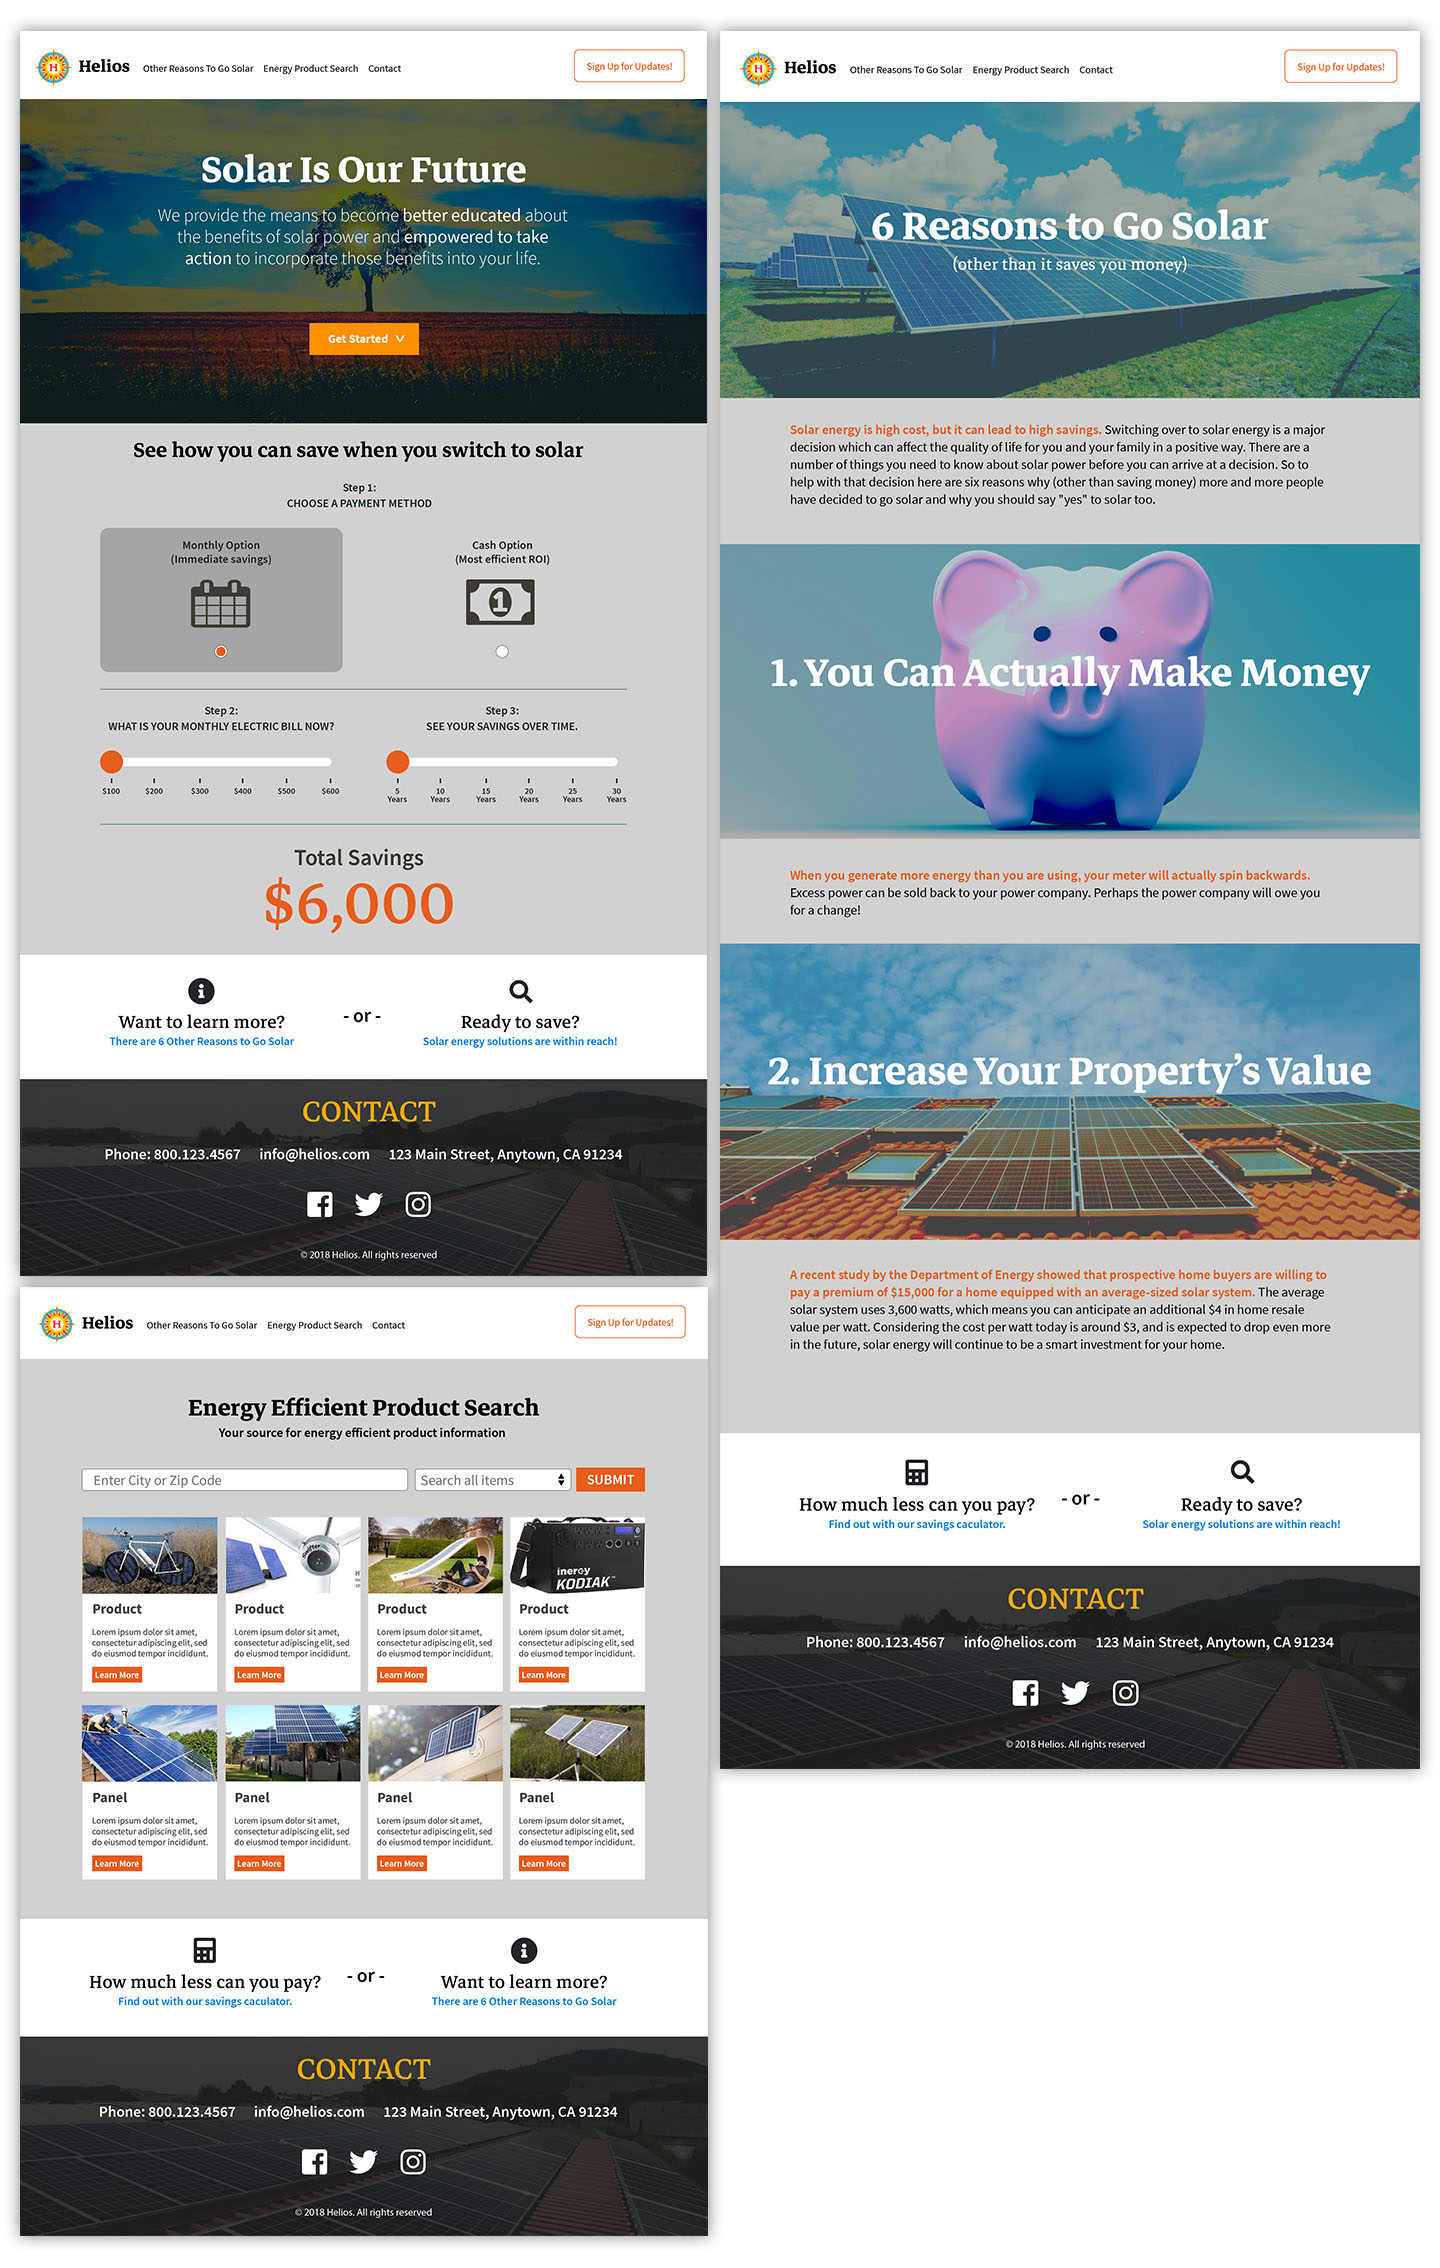 H
Helios
Other Reasons To Go Solar
Energy Product Search
Contact
Sign Up for Updates!
Solar Is Our Future
We provide the means to become better educated about
the benefits of solar power and empowered to take
action to incorporate those benefits into your life.
Get Started
See how you can save when you switch to solar
Step 1:
CHOOSE A PAYMENT METHOD
Monthly Option
(Immediate savings)
Cash Option
(Most efficient ROI)
1
Step 2:
WHAT IS YOUR MONTHLY ELECTRIC BILL NOW?
$100 $200 $300 $400 $500 $600
Step 3:
SEE YOUR SAVINGS OVER TIME.
5 10 15 20 25 30
Years Years Years Years Years Years
Total Savings
$6,000
Want to learn more?
There are 6 Other Reasons to Go Solar
- or -
Ready to save?
Solar energy solutions are within reach!
CONTACT
Phone: 800.123.4567 info@helios.com 123 Main Street, Anytown, CA 91234
© 2018 Helios. All rights reserved
H
Helios
Other Reasons To Go Solar
Energy Product Search
Contact
Sign Up for Updates!
Energy Efficient Product Search
Your source for energy efficient product information
Enter City or Zip Code
Search all items
SUBMIT
Product
Lorem ipsum dolor sit amet,
consectetur adipiscing elit, sed
do eiusmod tempor incididunt.
Learn More
Swifter
Product
Lorem ipsum dolor sit amet,
consectetur adipiscing elit, sed
do eiusmod tempor incididunt.
Learn More
Product
Lorem ipsum dolor sit amet,
consectetur adipiscing elit, sed
do eiusmod tempor incididunt.
Learn More
inergy
KODIAK™
Product
Lorem ipsum dolor sit amet,
consectetur adipiscing elit, sed
do eiusmod tempor incididunt.
Learn More
Panel
Lorem ipsum dolor sit amet,
consectetur adipiscing elit, sed
do eiusmod tempor incididunt.
Learn More
Panel
Lorem ipsum dolor sit amet,
consectetur adipiscing elit, sed
do eiusmod tempor incididunt.
Learn More
Panel
Lorem ipsum dolor sit amet,
consectetur adipiscing elit, sed
do eiusmod tempor incididunt.
Learn More
Panel
Lorem ipsum dolor sit amet,
consectetur adipiscing elit, sed
do eiusmod tempor incididunt.
Learn More
How much less can you pay?
Find out with our savings caculator.
- or -
Want to learn more?
There are 6 Other Reasons to Go Solar
CONTACT
Phone: 800.123.4567 info@helios.com 123 Main Street, Anytown, CA 91234
© 2018 Helios. All rights reserved
H
Helios
Other Reasons To Go Solar
Energy Product Search
Contact
Sign Up for Updates!
6 Reasons to Go Solar
(other than it saves you money)
Solar energy is high cost, but it can lead to high savings. Switching over to solar energy is a major
decision which can affect the quality of life for you and your family in a positive way. There are a
number of things you need to know about solar power before you can arrive at a decision. So to
help with that decision here are six reasons why (other than saving money) more and more people
have decided to go solar and why you should say "yes" to solar too.
1. You Can Actually Make Money
When you generate more energy than you are using, your meter will actually spin backwards.
Excess power can be sold back to your power company. Perhaps the power company will owe you
for a change!
2. Increase Your Property’s Value
A recent study by the Department of Energy showed that prospective home buyers are willing to
pay a premium of $15,000 for a home equipped with an average-sized solar system. The average
solar system uses 3,600 watts, which means you can anticipate an additional $4 in home resale
value per watt. Considering the cost per watt today is around $3, and is expected to drop even more
in the future, solar energy will continue to be a smart investment for your home.
How much less can you pay?
Find out with our savings caculator.
- or -
Ready to save?
Solar energy solutions are within reach!
CONTACT
Phone: 800.123.4567 info@helios.com 123 Main Street, Anytown, CA 91234
© 2018 Helios. All rights reserved